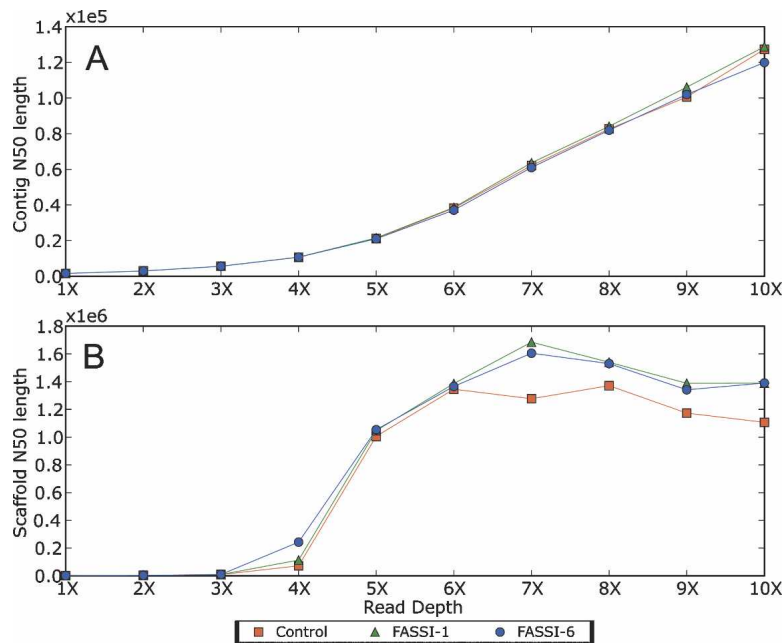 x1e5
A
1.4
1.2
1.0
0.8
0.6
0.4
0.2
0.0
Contig N50 length
1X 2X 3X 4X 5X 6X 7X 8X 9X 10X
x1e6
B
1.8
1.6
1.4
1.2
1.0
0.8
0.6
0.4
0.2
0.0
Scaffold N50 length
1X 2X 3X 4X 5X 6X 7X 8X 9X 10X
Read Depth
Control FASSI-1 FASSI-6